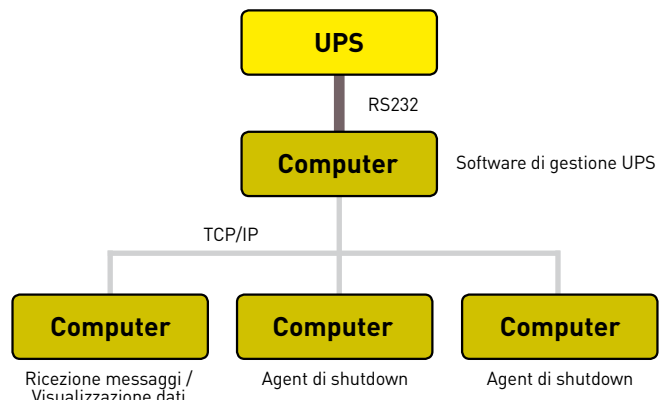 UPS
RS232
Computer
Software di gestione UPS
TCP/IP
Computer
Computer
Computer
Ricezione messaggi /
Visualizzazione dati
Agent di shutdown
Agent di shutdown